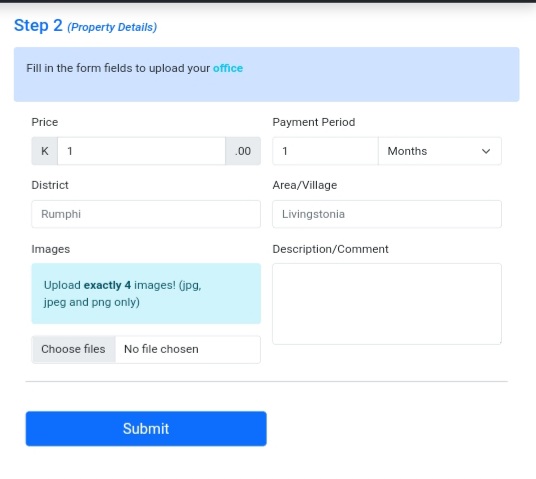 Step 2 (Property Details)
Fill in the form fields to upload your office
Price
Payment Period
K 1 .00
1 Months
District
Area/Village
Rumphi
Livingstonia
Images
Description/Comment
Upload exactly 4 images! (jpg,
jpeg and png only)
Choose files No file chosen
Submit